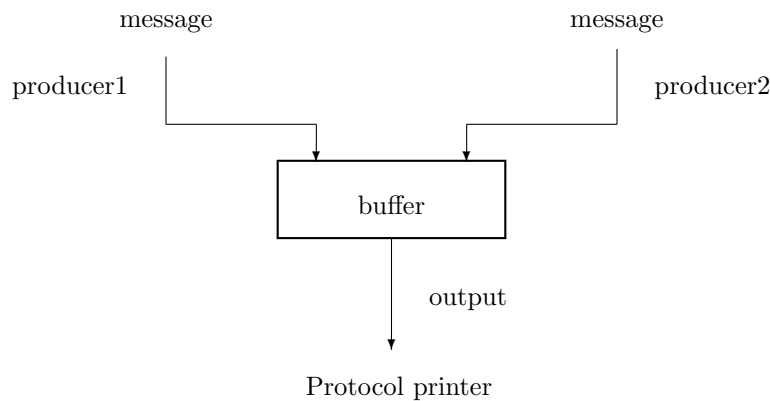 message
message
producer1
producer2
buffer
output
Protocol printer